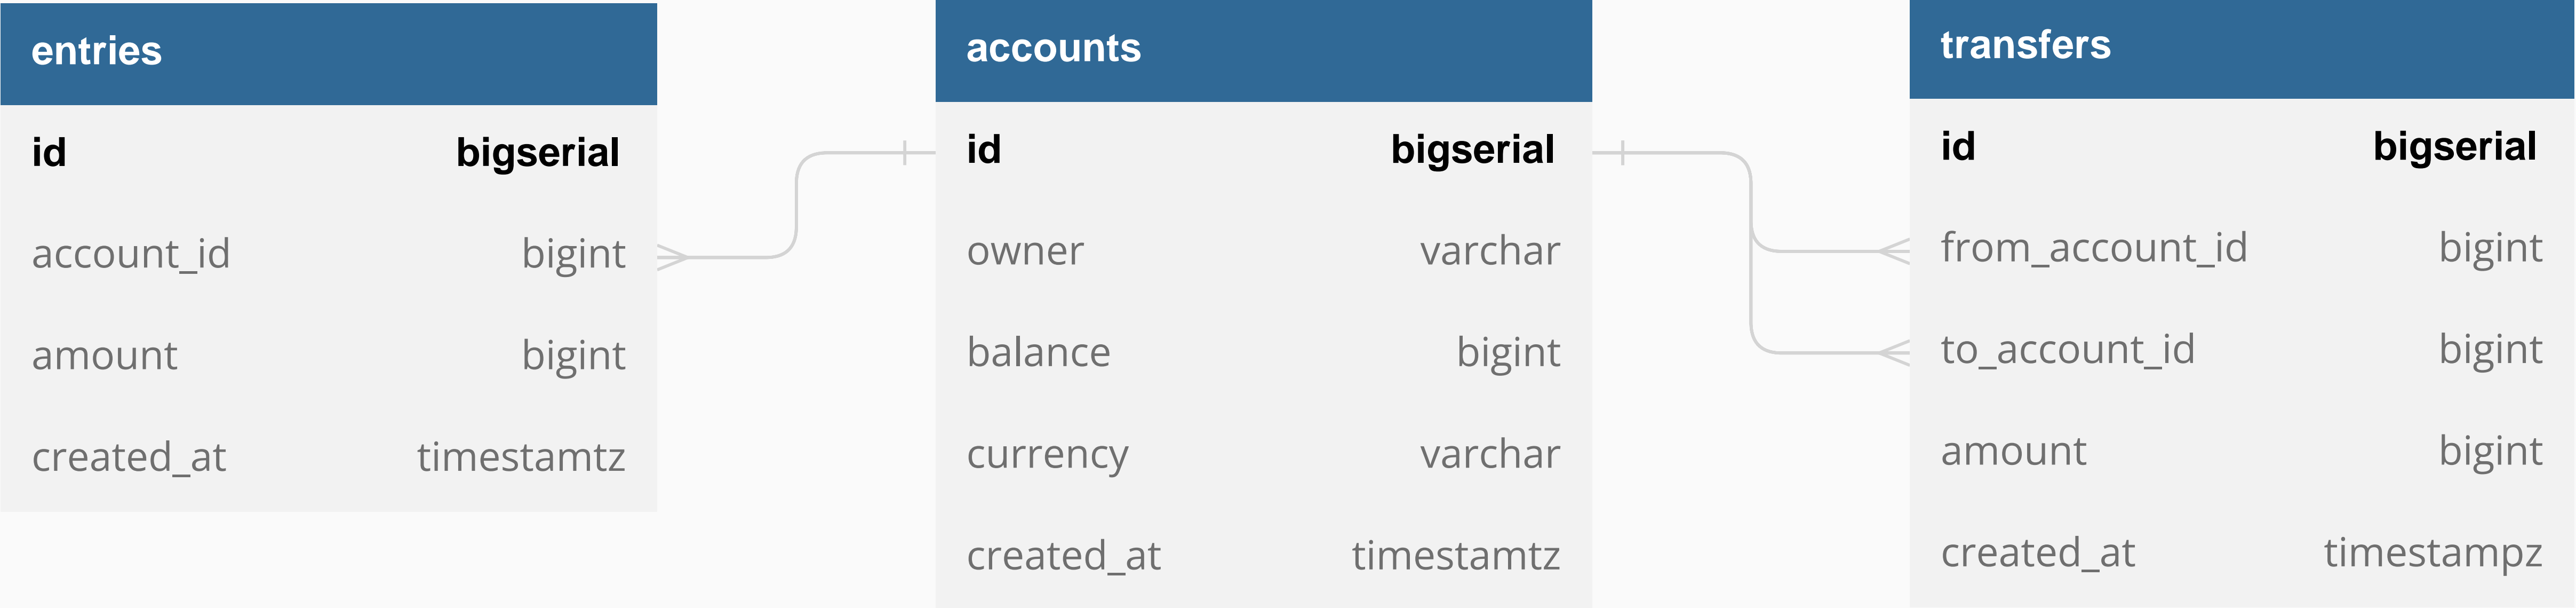 entries
id bigserial
account_id bigint
amount bigint
created_at timestamtz
accounts
id bigserial
owner varchar
balance bigint
currency varchar
created_at timestamtz
transfers
id bigserial
from_account_id bigint
to_account_id bigint
amount bigint
created_at timestampz